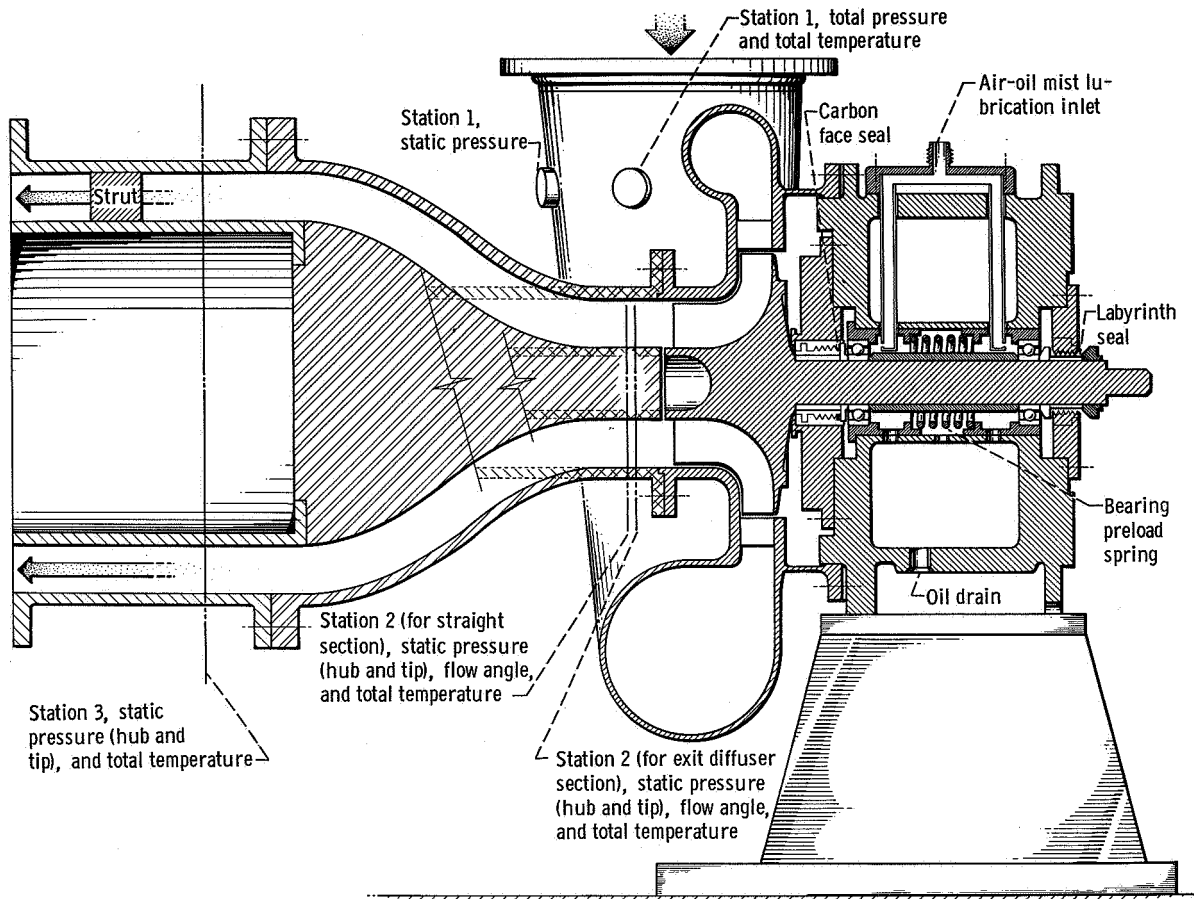 Station 1, total pressure
and total temperature
Air-oil mist lu-
brication inlet
Carbon
face seal
Station 1,
static pressure
Strut
Labyrinth
seal
Bearing
preload
spring
Oil drain
Station 2 (for straight
section), static pressure
(hub and tip), flow angle,
and total temperature
Station 3, static
pressure (hub and
tip), and total temperature
Station 2 (for exit diffuser
section), static pressure
(hub and tip), flow angle,
and total temperature